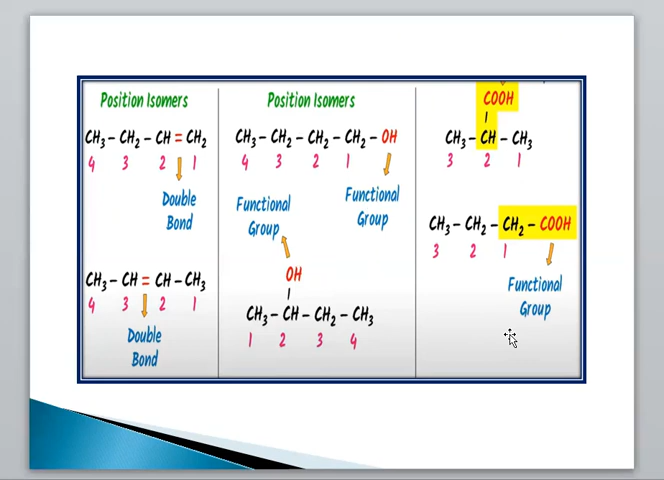 Position Isomers
CH₃ – CH₂ – CH = CH₂
4 3 2 1
Double
Bond
CH₃ – CH = CH – CH₃
4 3 2 1
Double
Bond
Position Isomers
CH₃ – CH₂ – CH₂ – CH₂ – OH
4 3 2 1
Functional
Group
Functional
Group
OH
CH₃ – CH – CH₂ – CH₃
1 2 3 4
COOH
CH₃ – CH – CH₃
3 2 1
CH₃ – CH₂ – CH₂ – COOH
3 2 1
Functional
Group